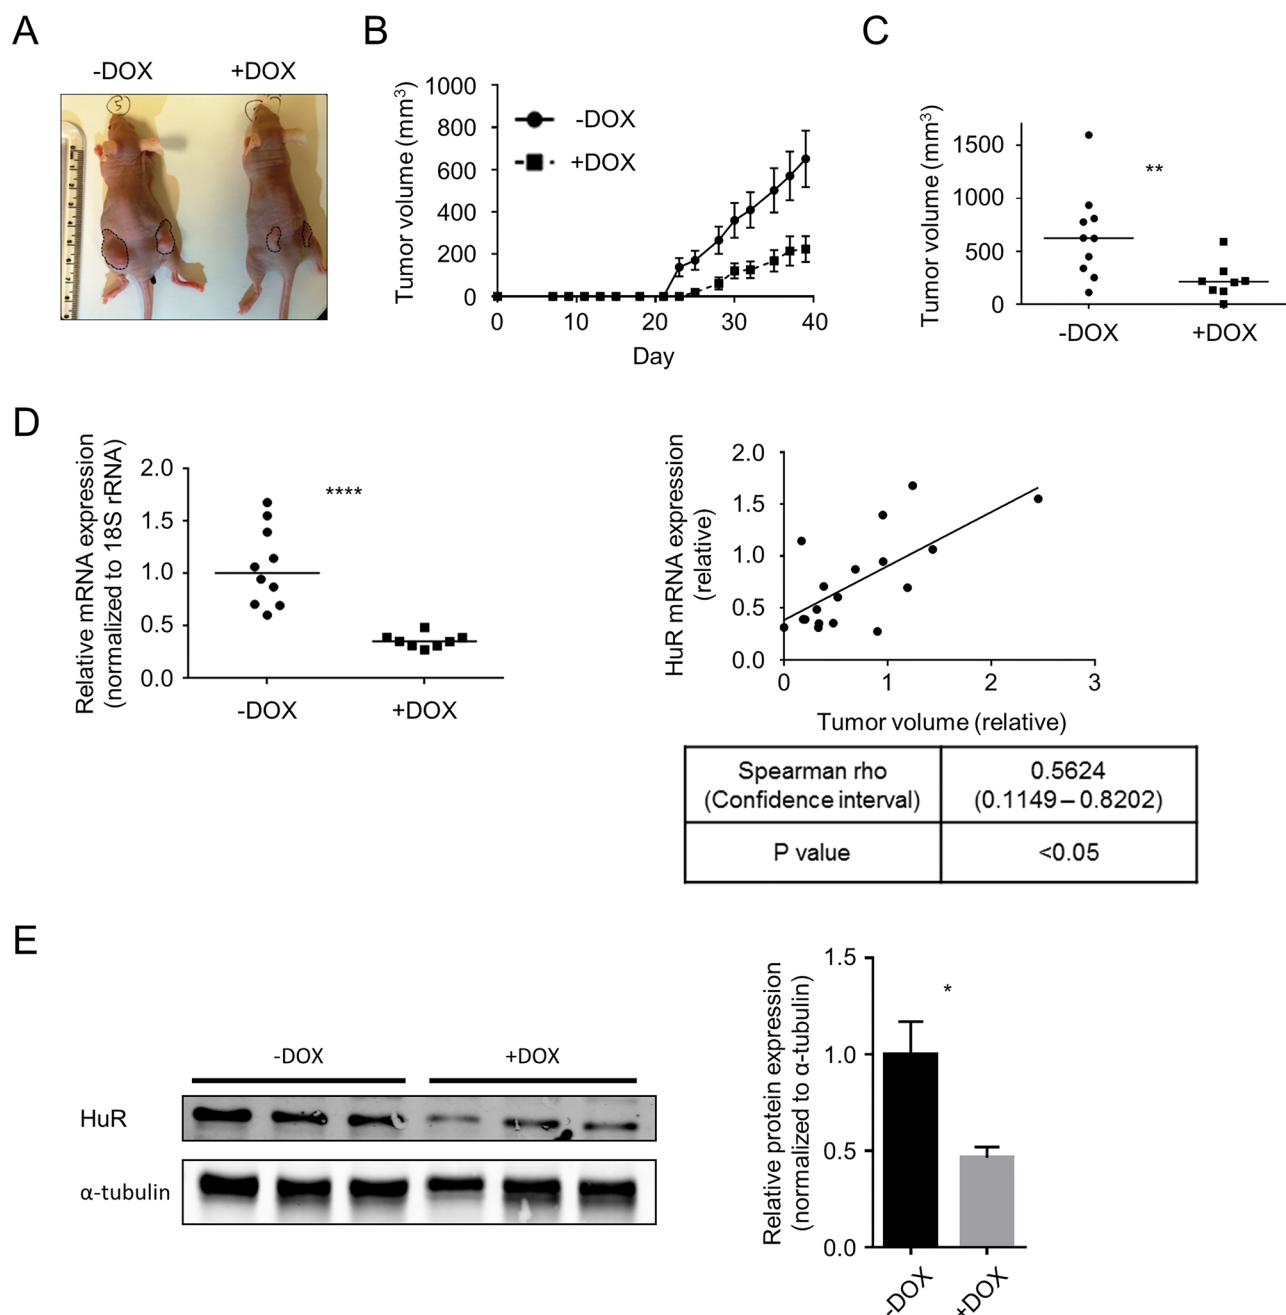 A
B
C
-DOX
+DOX
5
Tumor volume (mm³)
1000
800
600
400
200
0
-DOX
+DOX
0
10
20
30
40
Day
Tumor volume (mm³)
1500
1000
500
0
**
-DOX
+DOX
D
Relative mRNA expression
(normalized to 18S rRNA)
2.0
1.5
1.0
0.5
0.0
****
-DOX
+DOX
HuR mRNA expression
(relative)
2.0
1.5
1.0
0.5
0.0
0
1
2
3
Tumor volume (relative)
Spearman rho
(Confidence interval)
0.5624
(0.1149 – 0.8202)
P value
<0.05
E
-DOX
+DOX
HuR
α-tubulin
Relative protein expression
(normalized to α-tubulin)
1.5
1.0
0.5
0.0
*
-DOX
+DOX